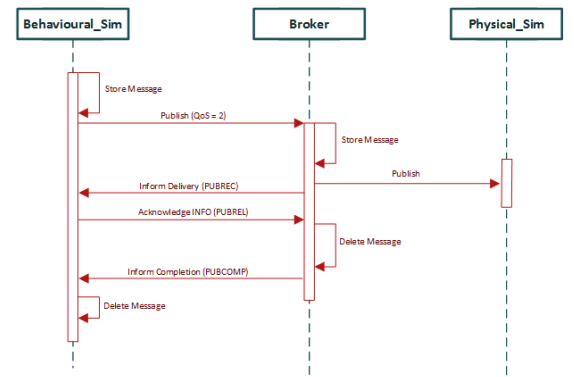 Behavioural_Sim
Broker
Physical_Sim
Store Message
Publish (QoS = 2)
Store Message
Publish
Inform Delivery (PUBREC)
Acknowledge INFO (PUBREL)
Delete Message
Inform Completion (PUBCOMP)
Delete Message